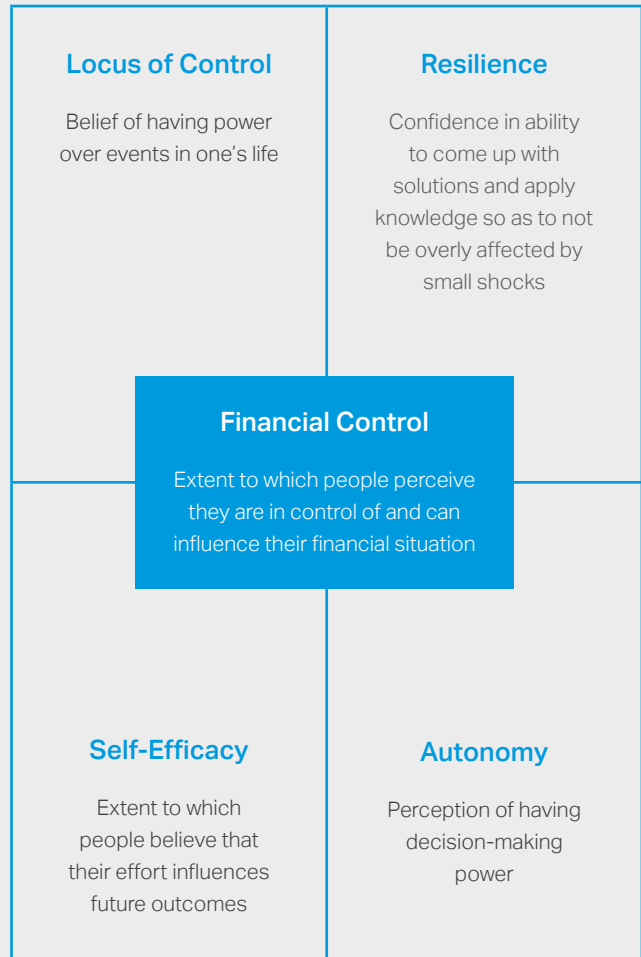 Locus of Control
Belief of having power
over events in one’s life
Resilience
Confidence in ability
to come up with
solutions and apply
knowledge so as to not
be overly affected by
small shocks
Financial Control
Extent to which people perceive
they are in control of and can
influence their financial situation
Self-Efficacy
Extent to which
people believe that
their effort influences
future outcomes
Autonomy
Perception of having
decision-making
power